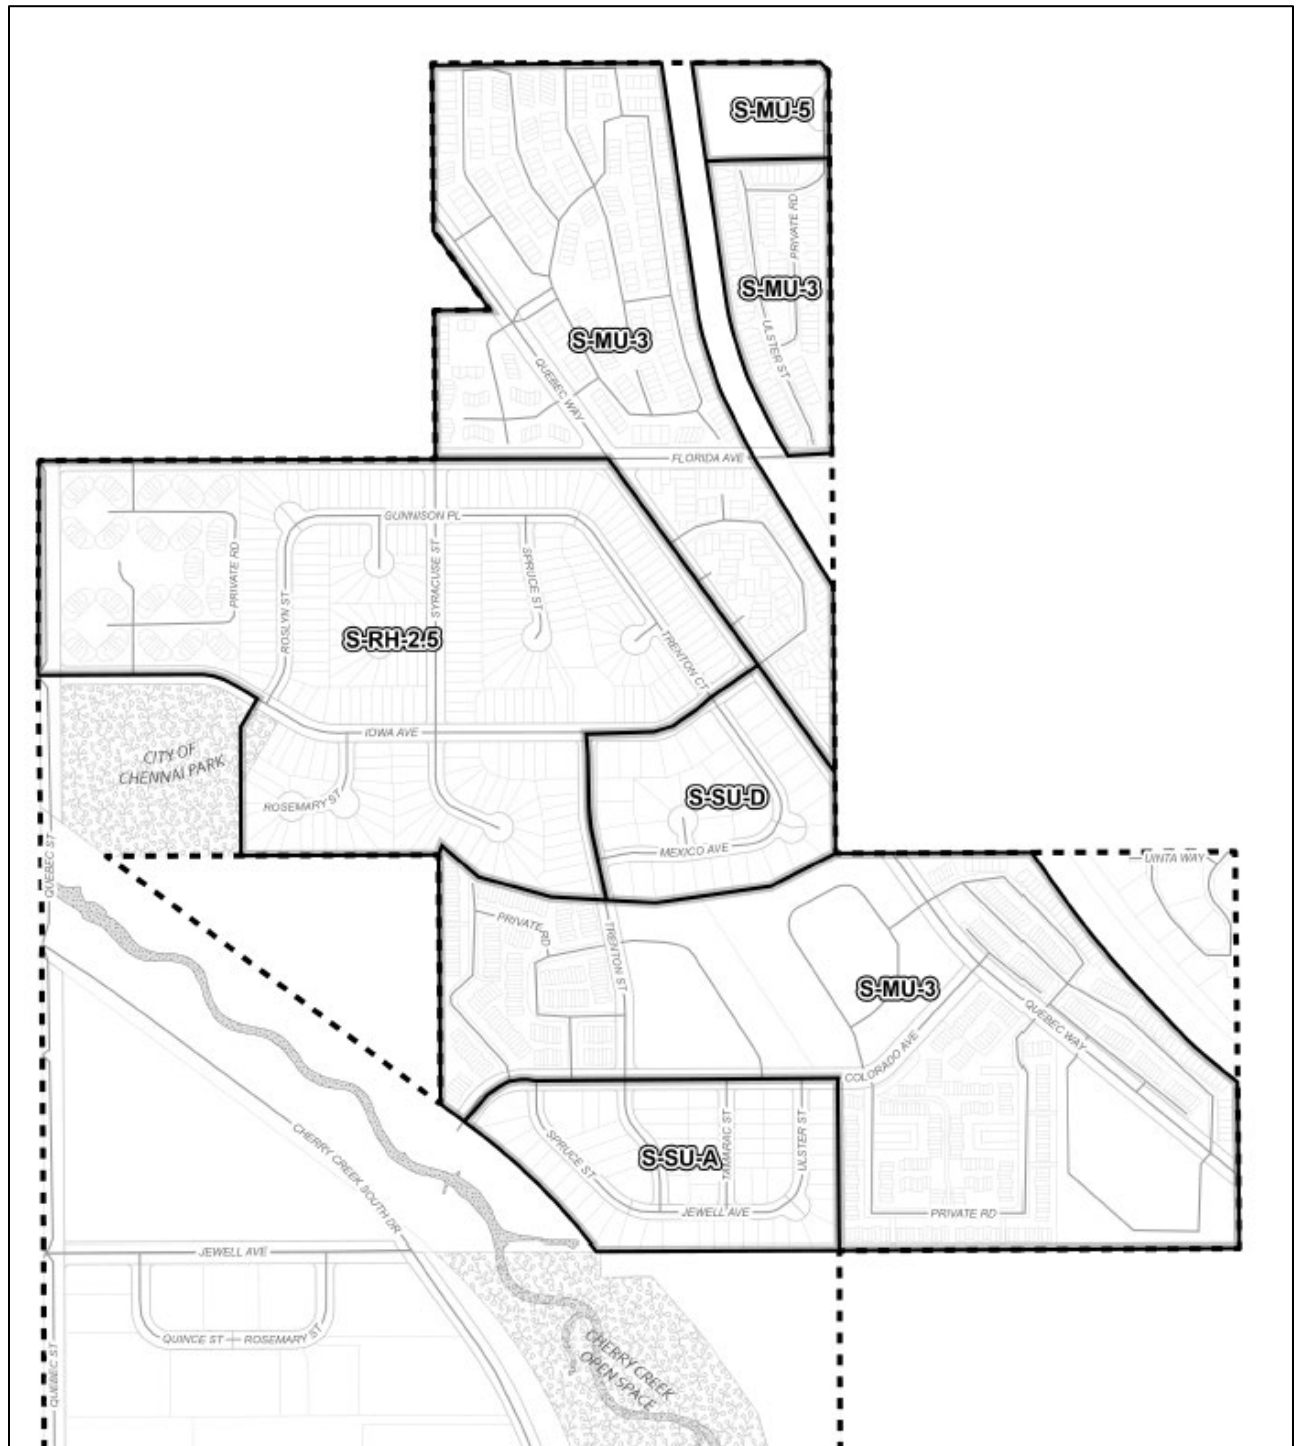 S-MU-5
PRIVATE RD
S-MU-3
ULSTER ST
S-MU-3
QUEBEC WAY
FLORIDA AVE
GUNNISON PL
SYRACUSE ST
SPRUCE ST
PRIVATE RD
ROSLYN ST
S-RH-2.5
TRENTON CT
IOWA AVE
CITY OF
CHENNAI PARK
ROSEMARY ST
S-SU-D
MEXICO AVE
QUEBEC ST
UINTA WAY
PRIVATE RD
TRENTON ST
S-MU-3
QUEBEC WAY
COLORADO AVE
CHERRY CREEK SOUTH DR
SPRUCE ST
S-SU-A
TAMARAC ST
ULSTER ST
JEWELL AVE
PRIVATE RD
JEWELL AVE
QUINCE ST
ROSEMARY ST
QUEBEC ST
CHERRY CREEK
OPEN SPACE